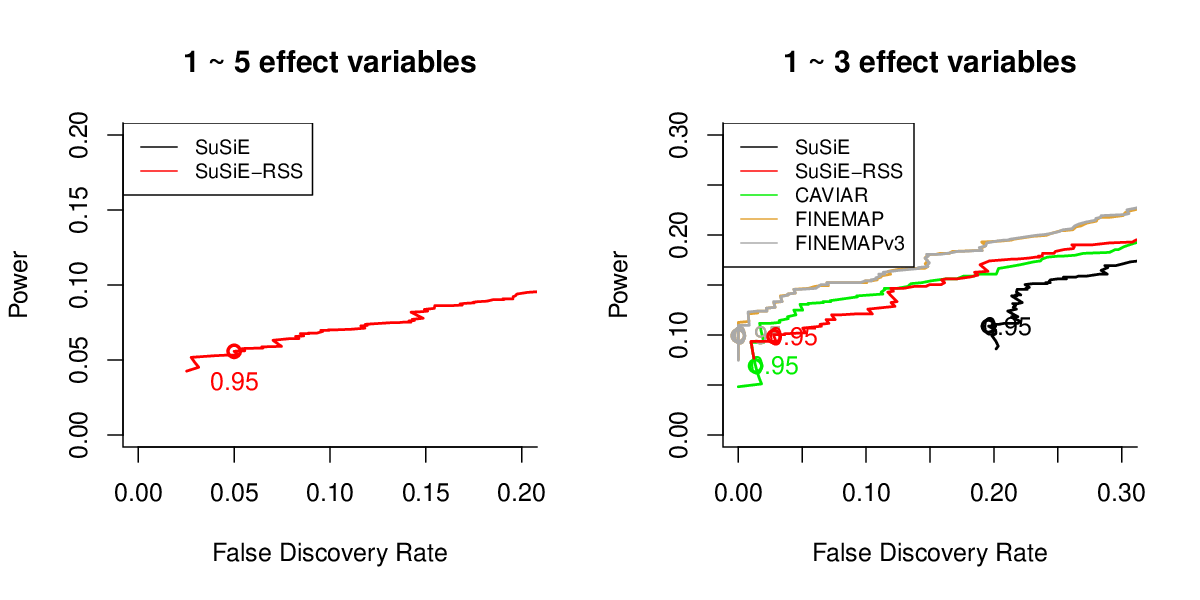 1 ~ 5 effect variables
SuSiE
SuSiE−RSS
0.95
Power
0.00 0.05 0.10 0.15 0.20
0.00 0.05 0.10 0.15 0.20
False Discovery Rate
1 ~ 3 effect variables
SuSiE
SuSiE−RSS
CAVIAR
FINEMAP
FINEMAPv3
0.95
0.95
0.95
Power
0.00 0.10 0.20 0.30
0.00 0.10 0.20 0.30
False Discovery Rate